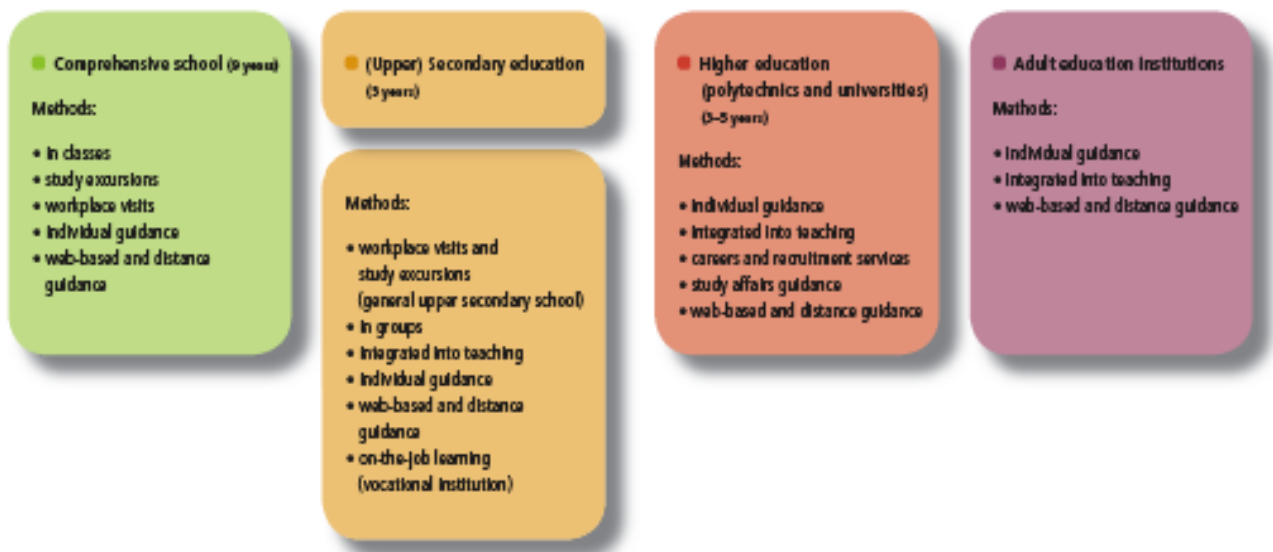 Comprehensive school (9 years)
Methods:
• in classes
• study excursions
• workplace visits
• individual guidance
• web-based and distance
guidance
(Upper) Secondary education
(3 years)
Methods:
• workplace visits and
study excursions
(general upper secondary school)
• in groups
• integrated into teaching
• individual guidance
• web-based and distance
guidance
• on-the-job learning
(vocational institution)
Higher education
(polytechnics and universities)
(3–5 years)
Methods:
• individual guidance
• integrated into teaching
• careers and recruitment services
• study affairs guidance
• web-based and distance guidance
Adult education institutions
Methods:
• individual guidance
• integrated into teaching
• web-based and distance guidance